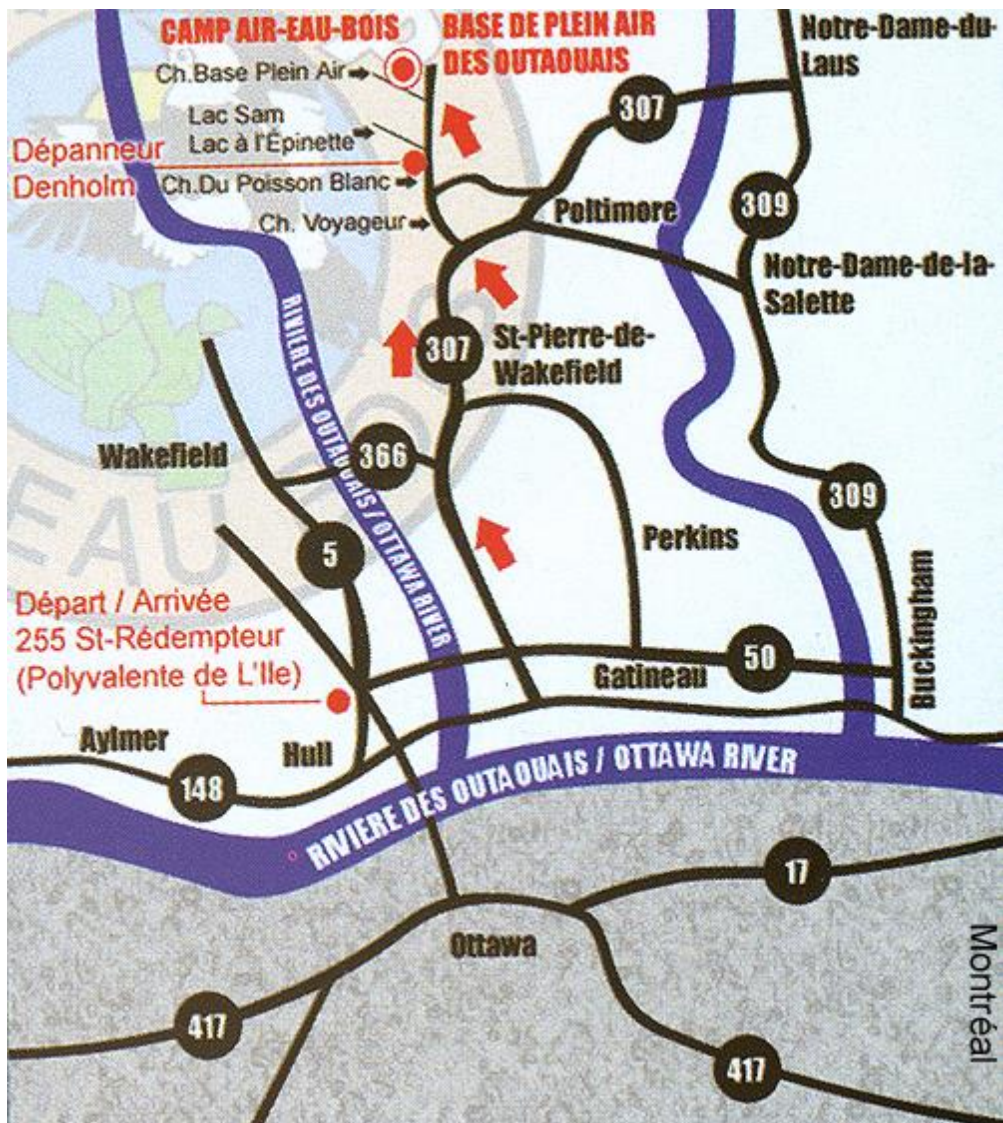 CAMP AIR-EAU-BOIS
BASE DE PLEIN AIR
DES OUTAOUAIS
Notre-Dame-du-
Laus
Ch.Base Plein Air
307
Lac Sam
Lac à l'Épinette
Dépanneur
Denholm
Ch.Du Poisson Blanc
Poltimore
309
Ch. Voyageur
Notre-Dame-de-la-
Salette
RIVIERE DES OUTAOUAIS / OTTAWA RIVER
307
St-Pierre-de-
Wakefield
Wakefield
366
309
EAU
5
Perkins
Buckingham
Départ / Arrivée
255 St-Rédempteur
(Polyvalente de L'Ile)
50
Gatineau
Aylmer
Hull
148
RIVIERE DES OUTAOUAIS / OTTAWA RIVER
17
Ottawa
Montréal
417
417